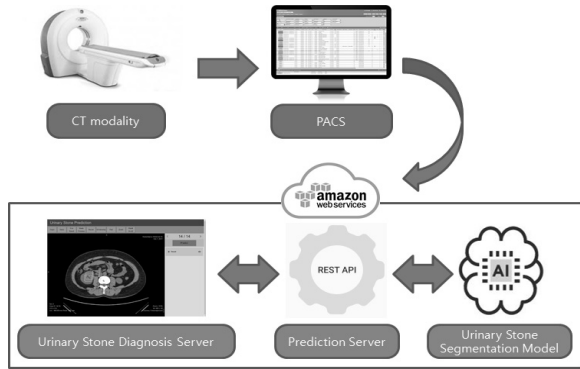 CT modality
PACS
amazon
web services
Urinary Stone Prediction
REST API
AI
Urinary Stone Diagnosis Server
Prediction Server
Urinary Stone
Segmentation Model